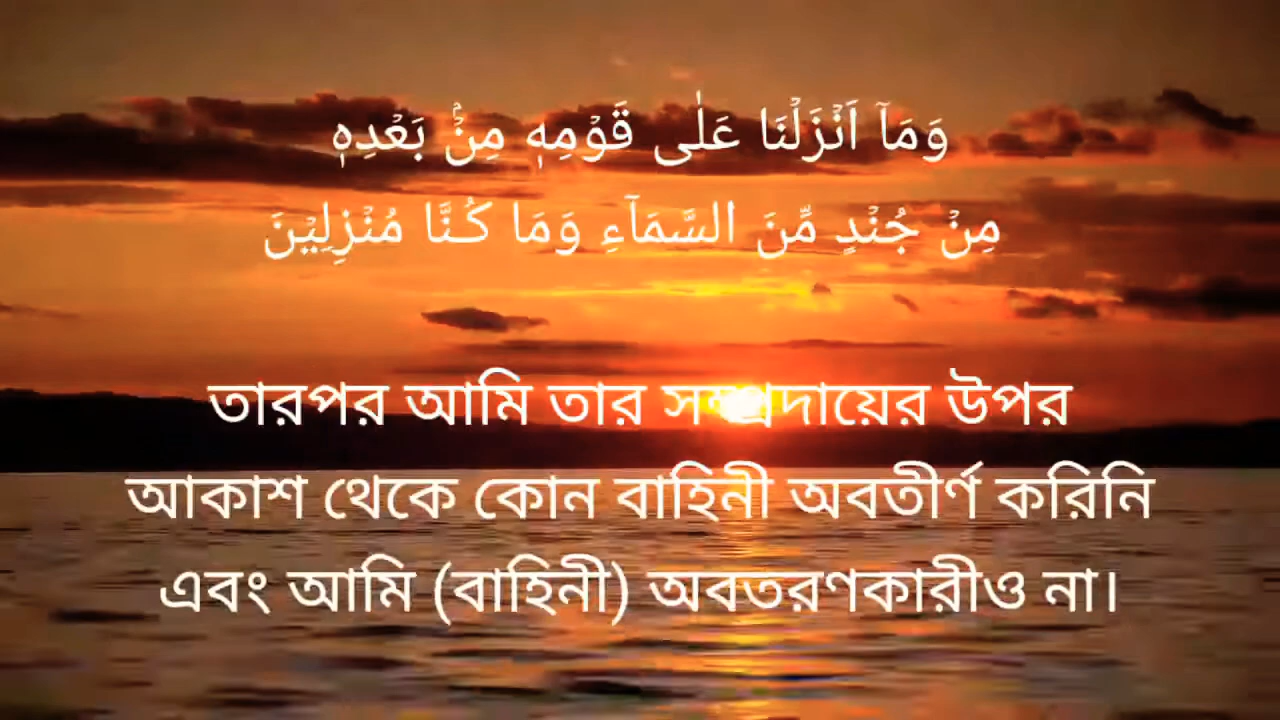 وَمَآ اَنْزَلْنَا عَلٰى قَوْمِهٖ مِنْۢ بَعْدِهٖ
مِنْ جُنْدٍ مِّنَ السَّمَآءِ وَمَا كُنَّا مُنْزِلِيْنَ
তারপর আমি তার সম্প্রদায়ের উপর
আকাশ থেকে কোন বাহিনী অবতীর্ণ করিনি
এবং আমি (বাহিনী) অবতরণকারীও না।